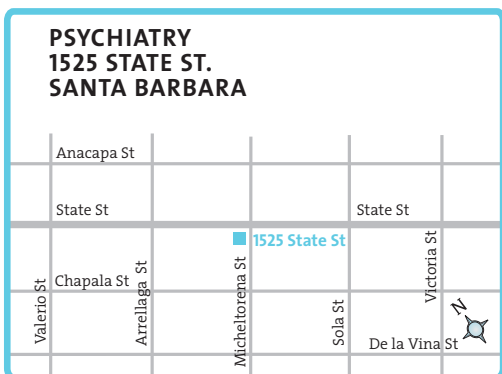 PSYCHIATRY
1525 STATE ST.
SANTA BARBARA
Anacapa St
State St
State St
1525 State St
Valerio St
Chapala St
Arrellaga St
Micheltorena St
Sola St
Victoria St
N
De la Vina St